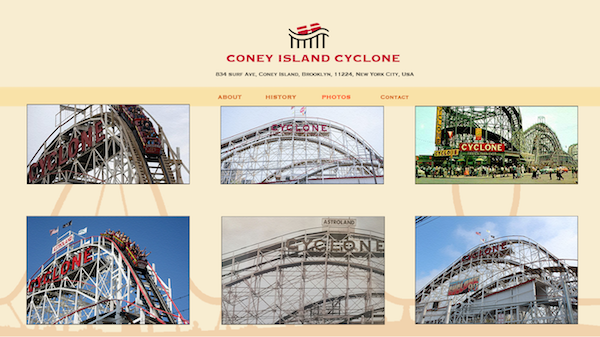 CONEY ISLAND CYCLONE
834 SURF AVE, CONEY ISLAND, BROOKLYN, 11224, NEW YORK CITY, USA
ABOUT HISTORY PHOTOS CONTACT
CYCLONE
CYCLONE
CYCLONE
ASTROLAND
CYCLONE
ASTROLAND
CYCLONE
CYCLONE